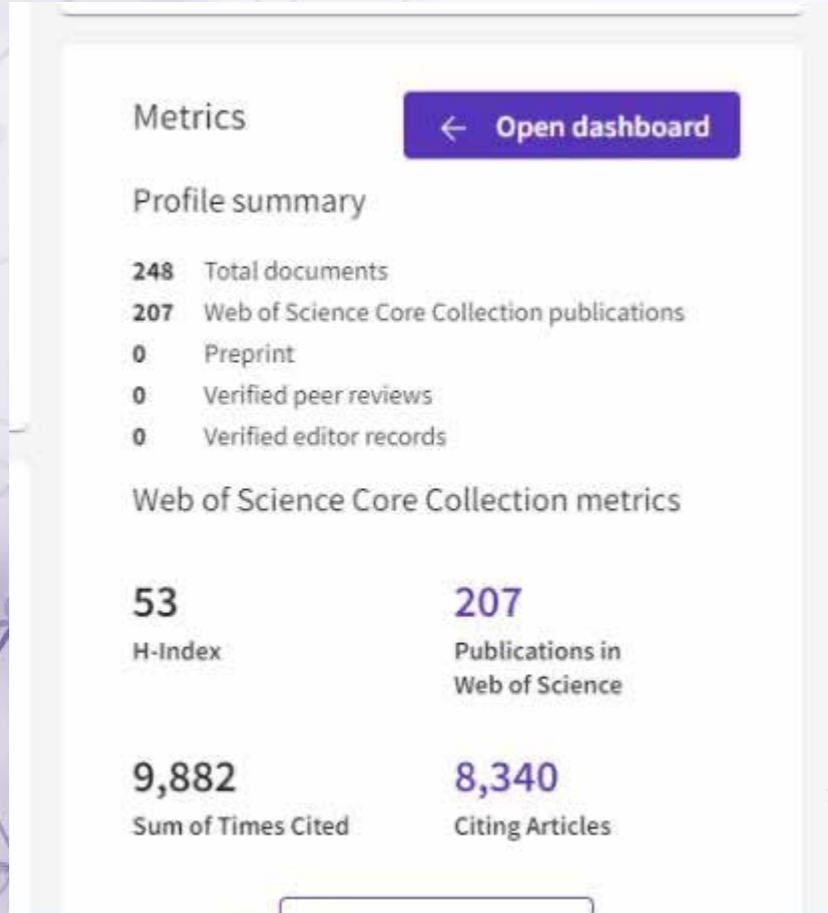 Metrics
← Open dashboard
Profile summary
248 Total documents
207 Web of Science Core Collection publications
0 Preprint
0 Verified peer reviews
0 Verified editor records
Web of Science Core Collection metrics
53 207
H-Index Publications in
Web of Science
9,882 8,340
Sum of Times Cited Citing Articles